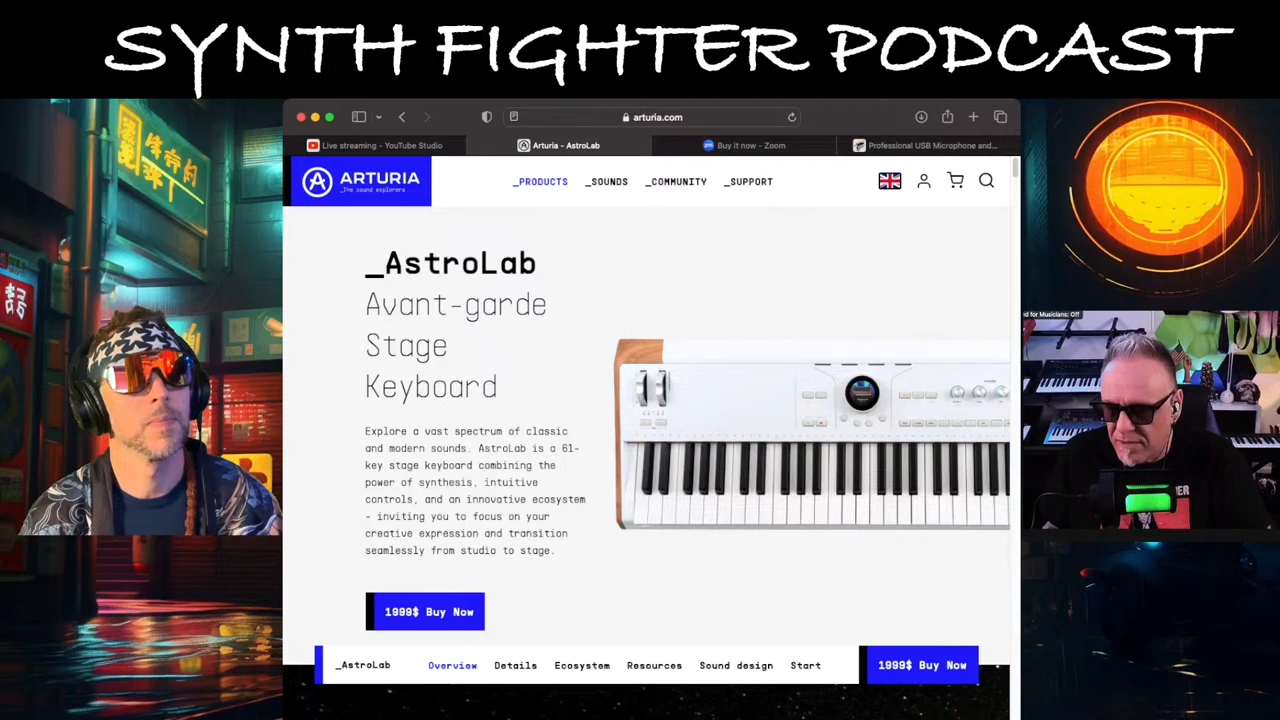 SYNTH FIGHTER PODCAST
arturia.com
Live streaming - YouTube Studio
Arturia - AstroLab
Buy it now - Zoom
Professional USB Microphone and...
ARTURIA
_The sound explorers
_PRODUCTS
_SOUNDS
_COMMUNITY
_SUPPORT
_AstroLab
Avant-garde
Stage
Keyboard
Explore a vast spectrum of classic
and modern sounds. AstroLab is a 61-
key stage keyboard combining the
power of synthesis, intuitive
controls, and an innovative ecosystem
- inviting you to focus on your
creative expression and transition
seamlessly from studio to stage.
1999$ Buy Now
_AstroLab
Overview
Details
Ecosystem
Resources
Sound design
Start
1999$ Buy Now
for Musicians: Off